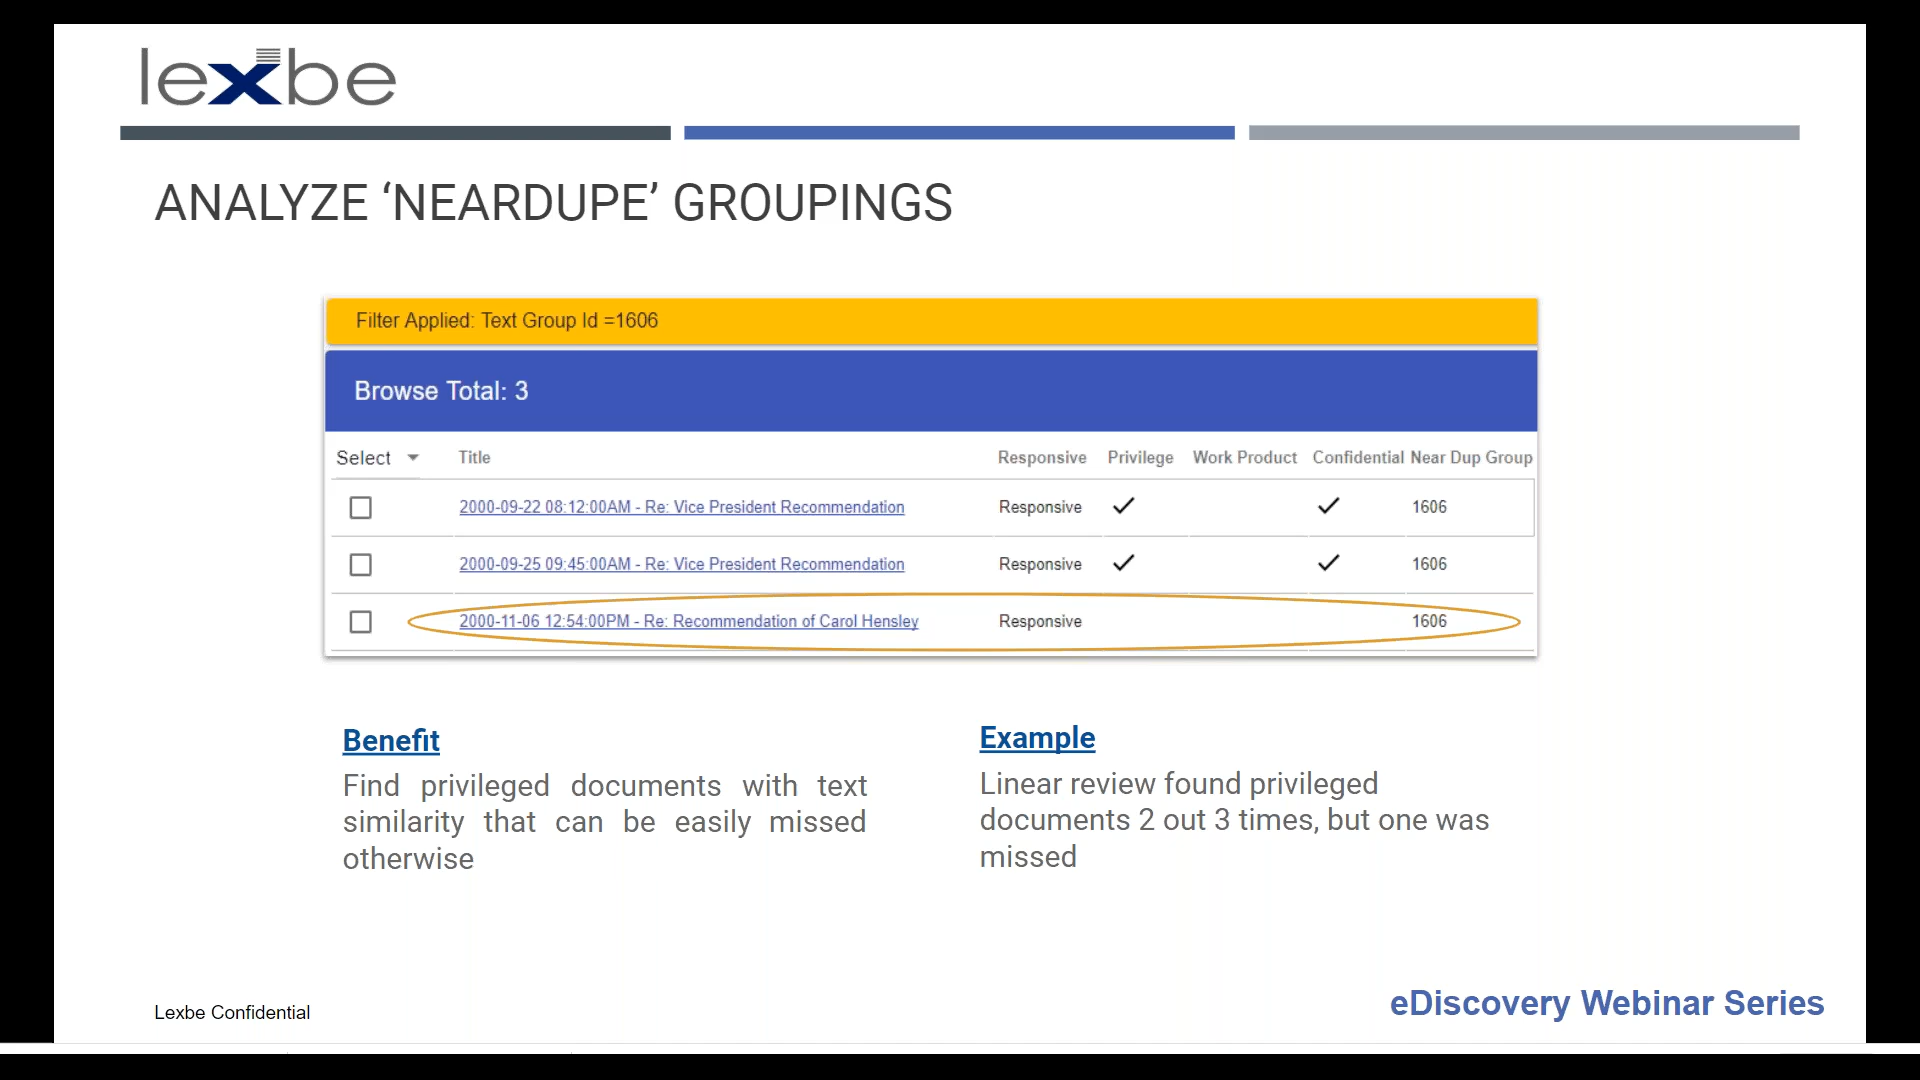 lexbe
ANALYZE ‘NEARDUPE’ GROUPINGS
Filter Applied: Text Group Id =1606
Browse Total: 3
Select Title Responsive Privilege Work Product Confidential Near Dup Group
2000-09-22 08:12:00AM - Re: Vice President Recommendation Responsive ✓ ✓ 1606
2000-09-25 09:45:00AM - Re: Vice President Recommendation Responsive ✓ ✓ 1606
2000-11-06 12:54:00PM - Re: Recommendation of Carol Hensley Responsive 1606
Benefit
Find privileged documents with text
similarity that can be easily missed
otherwise
Example
Linear review found privileged
documents 2 out 3 times, but one was
missed
Lexbe Confidential
eDiscovery Webinar Series